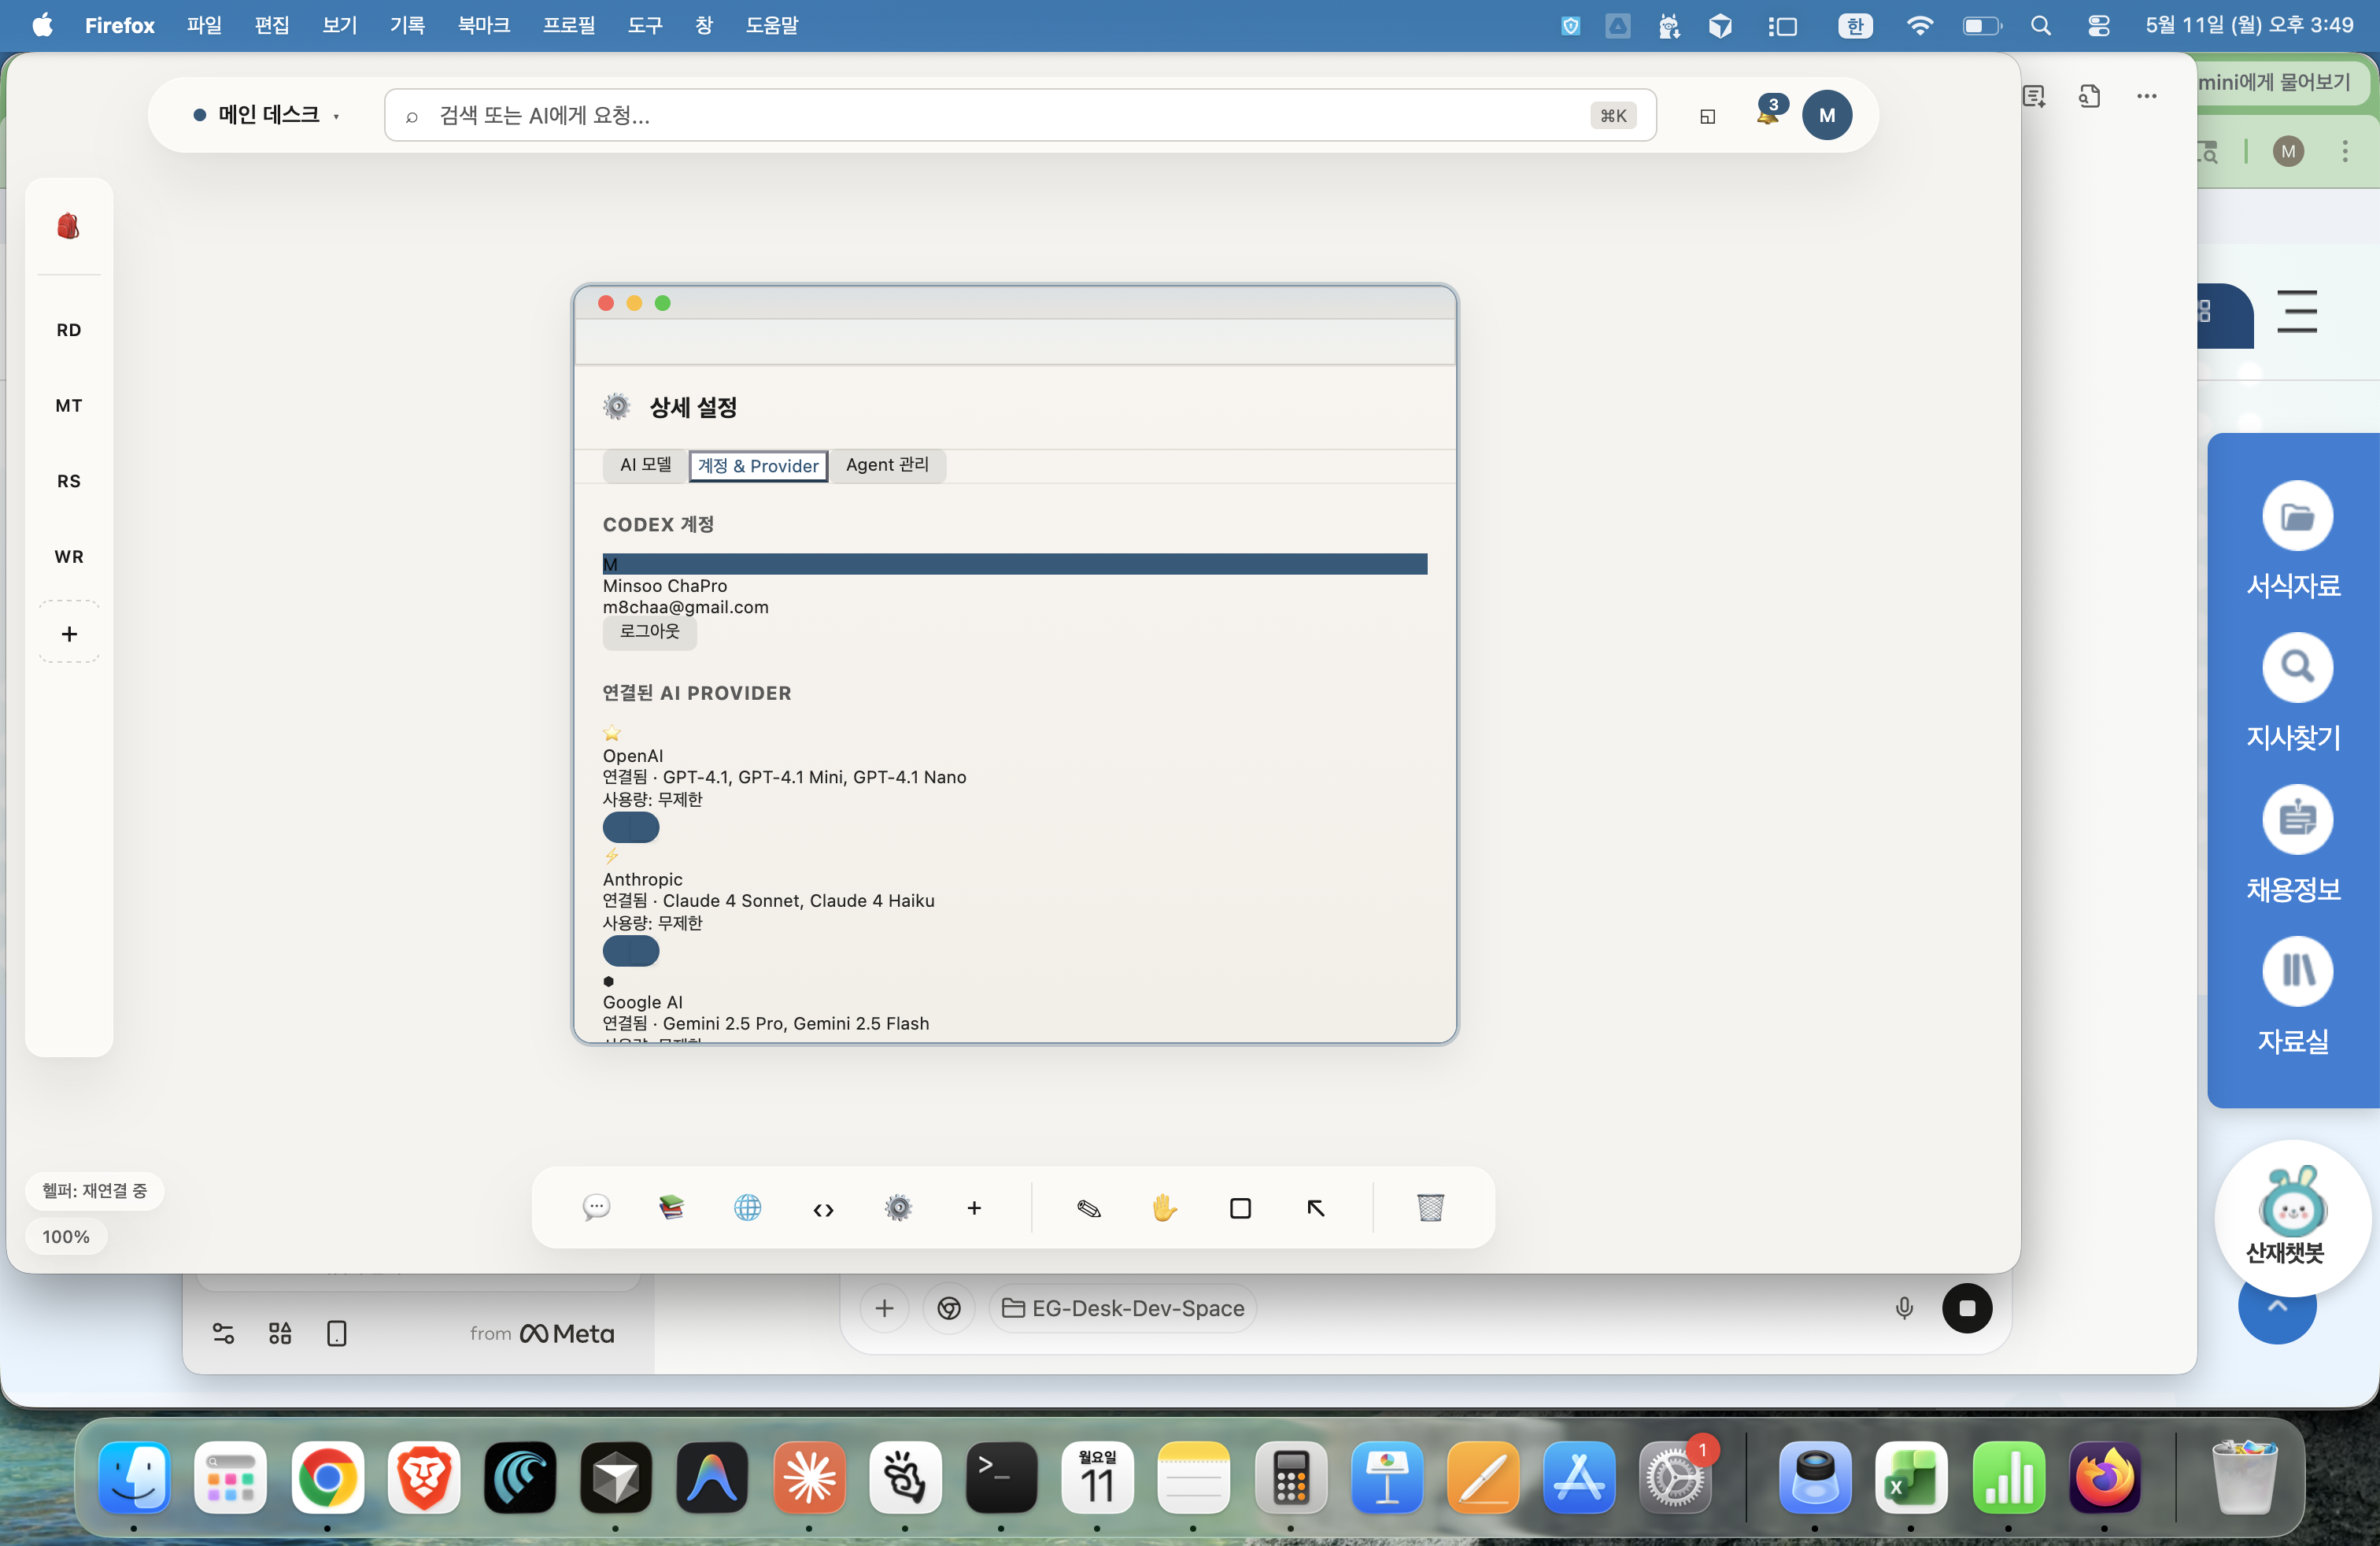 Firefox 파일 편집 보기 기록 북마크 프로필 도구 창 도움말 한 5월 11일 (월) 오후 3:49
메인 데스크
검색 또는 AI에게 요청...
⌘K
3
M
mini에게 물어보기
M
RD
MT
RS
WR
+
상세 설정
AI 모델 계정 & Provider Agent 관리
CODEX 계정
M
Minsoo ChaPro
m8chaa@gmail.com
로그아웃
연결된 AI PROVIDER
OpenAI
연결됨 · GPT-4.1, GPT-4.1 Mini, GPT-4.1 Nano
사용량: 무제한
Anthropic
연결됨 · Claude 4 Sonnet, Claude 4 Haiku
사용량: 무제한
Google AI
연결됨 · Gemini 2.5 Pro, Gemini 2.5 Flash
서식자료
지사찾기
채용정보
자료실
산재챗봇
헬퍼: 재연결 중
100%
from Meta
EG-Desk-Dev-Space
월요일
11
1